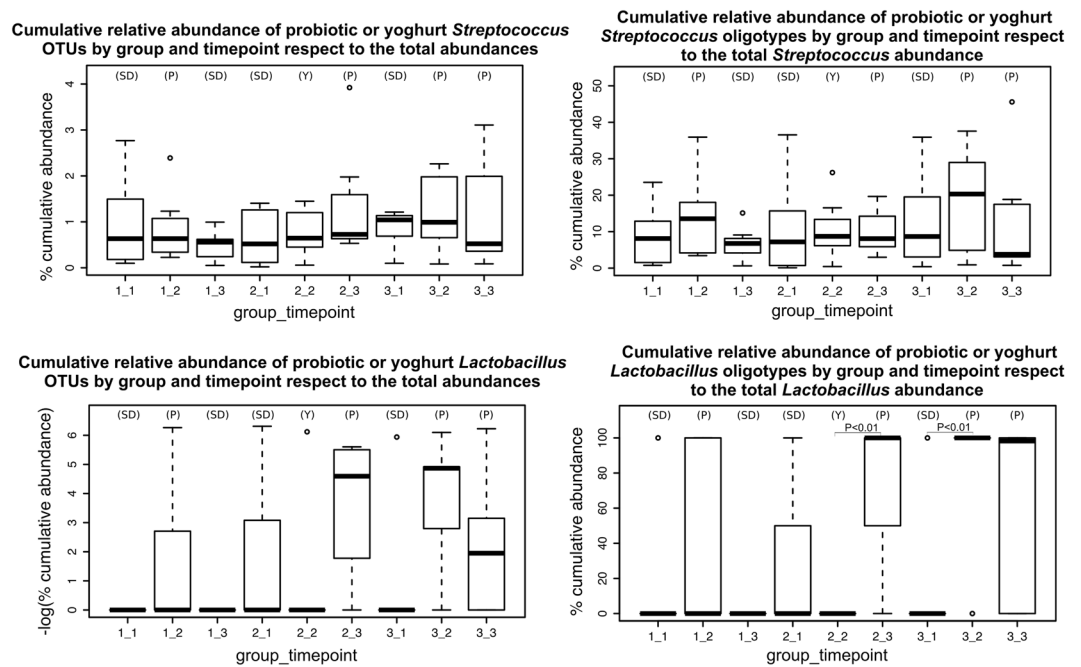 Cumulative relative abundance of probiotic or yoghurt Streptococcus
OTUs by group and timepoint respect to the total abundances
(SD) (P) (SD) (SD) (Y) (P) (SD) (P) (P)
% cumulative abundance
4
3
2
1
0
1_1 1_2 1_3 2_1 2_2 2_3 3_1 3_2 3_3
group_timepoint
Cumulative relative abundance of probiotic or yoghurt
Streptococcus oligotypes by group and timepoint respect
to the total Streptococcus abundance
(SD) (P) (SD) (SD) (Y) (P) (SD) (P) (P)
% cumulative abundance
50
40
30
20
10
0
1_1 1_2 1_3 2_1 2_2 2_3 3_1 3_2 3_3
group_timepoint
Cumulative relative abundance of probiotic or yoghurt Lactobacillus
OTUs by group and timepoint respect to the total abundances
(SD) (P) (SD) (SD) (Y) (P) (SD) (P) (P)
-log(% cumulative abundance)
6
5
4
3
2
1
0
1_1 1_2 1_3 2_1 2_2 2_3 3_1 3_2 3_3
group_timepoint
Cumulative relative abundance of probiotic or yoghurt
Lactobacillus oligotypes by group and timepoint respect
to the total Lactobacillus abundance
(SD) (P) (SD) (SD) (Y) (P) (SD) (P) (P)
P<0.01 P<0.01
% cumulative abundance
100
80
60
40
20
0
1_1 1_2 1_3 2_1 2_2 2_3 3_1 3_2 3_3
group_timepoint